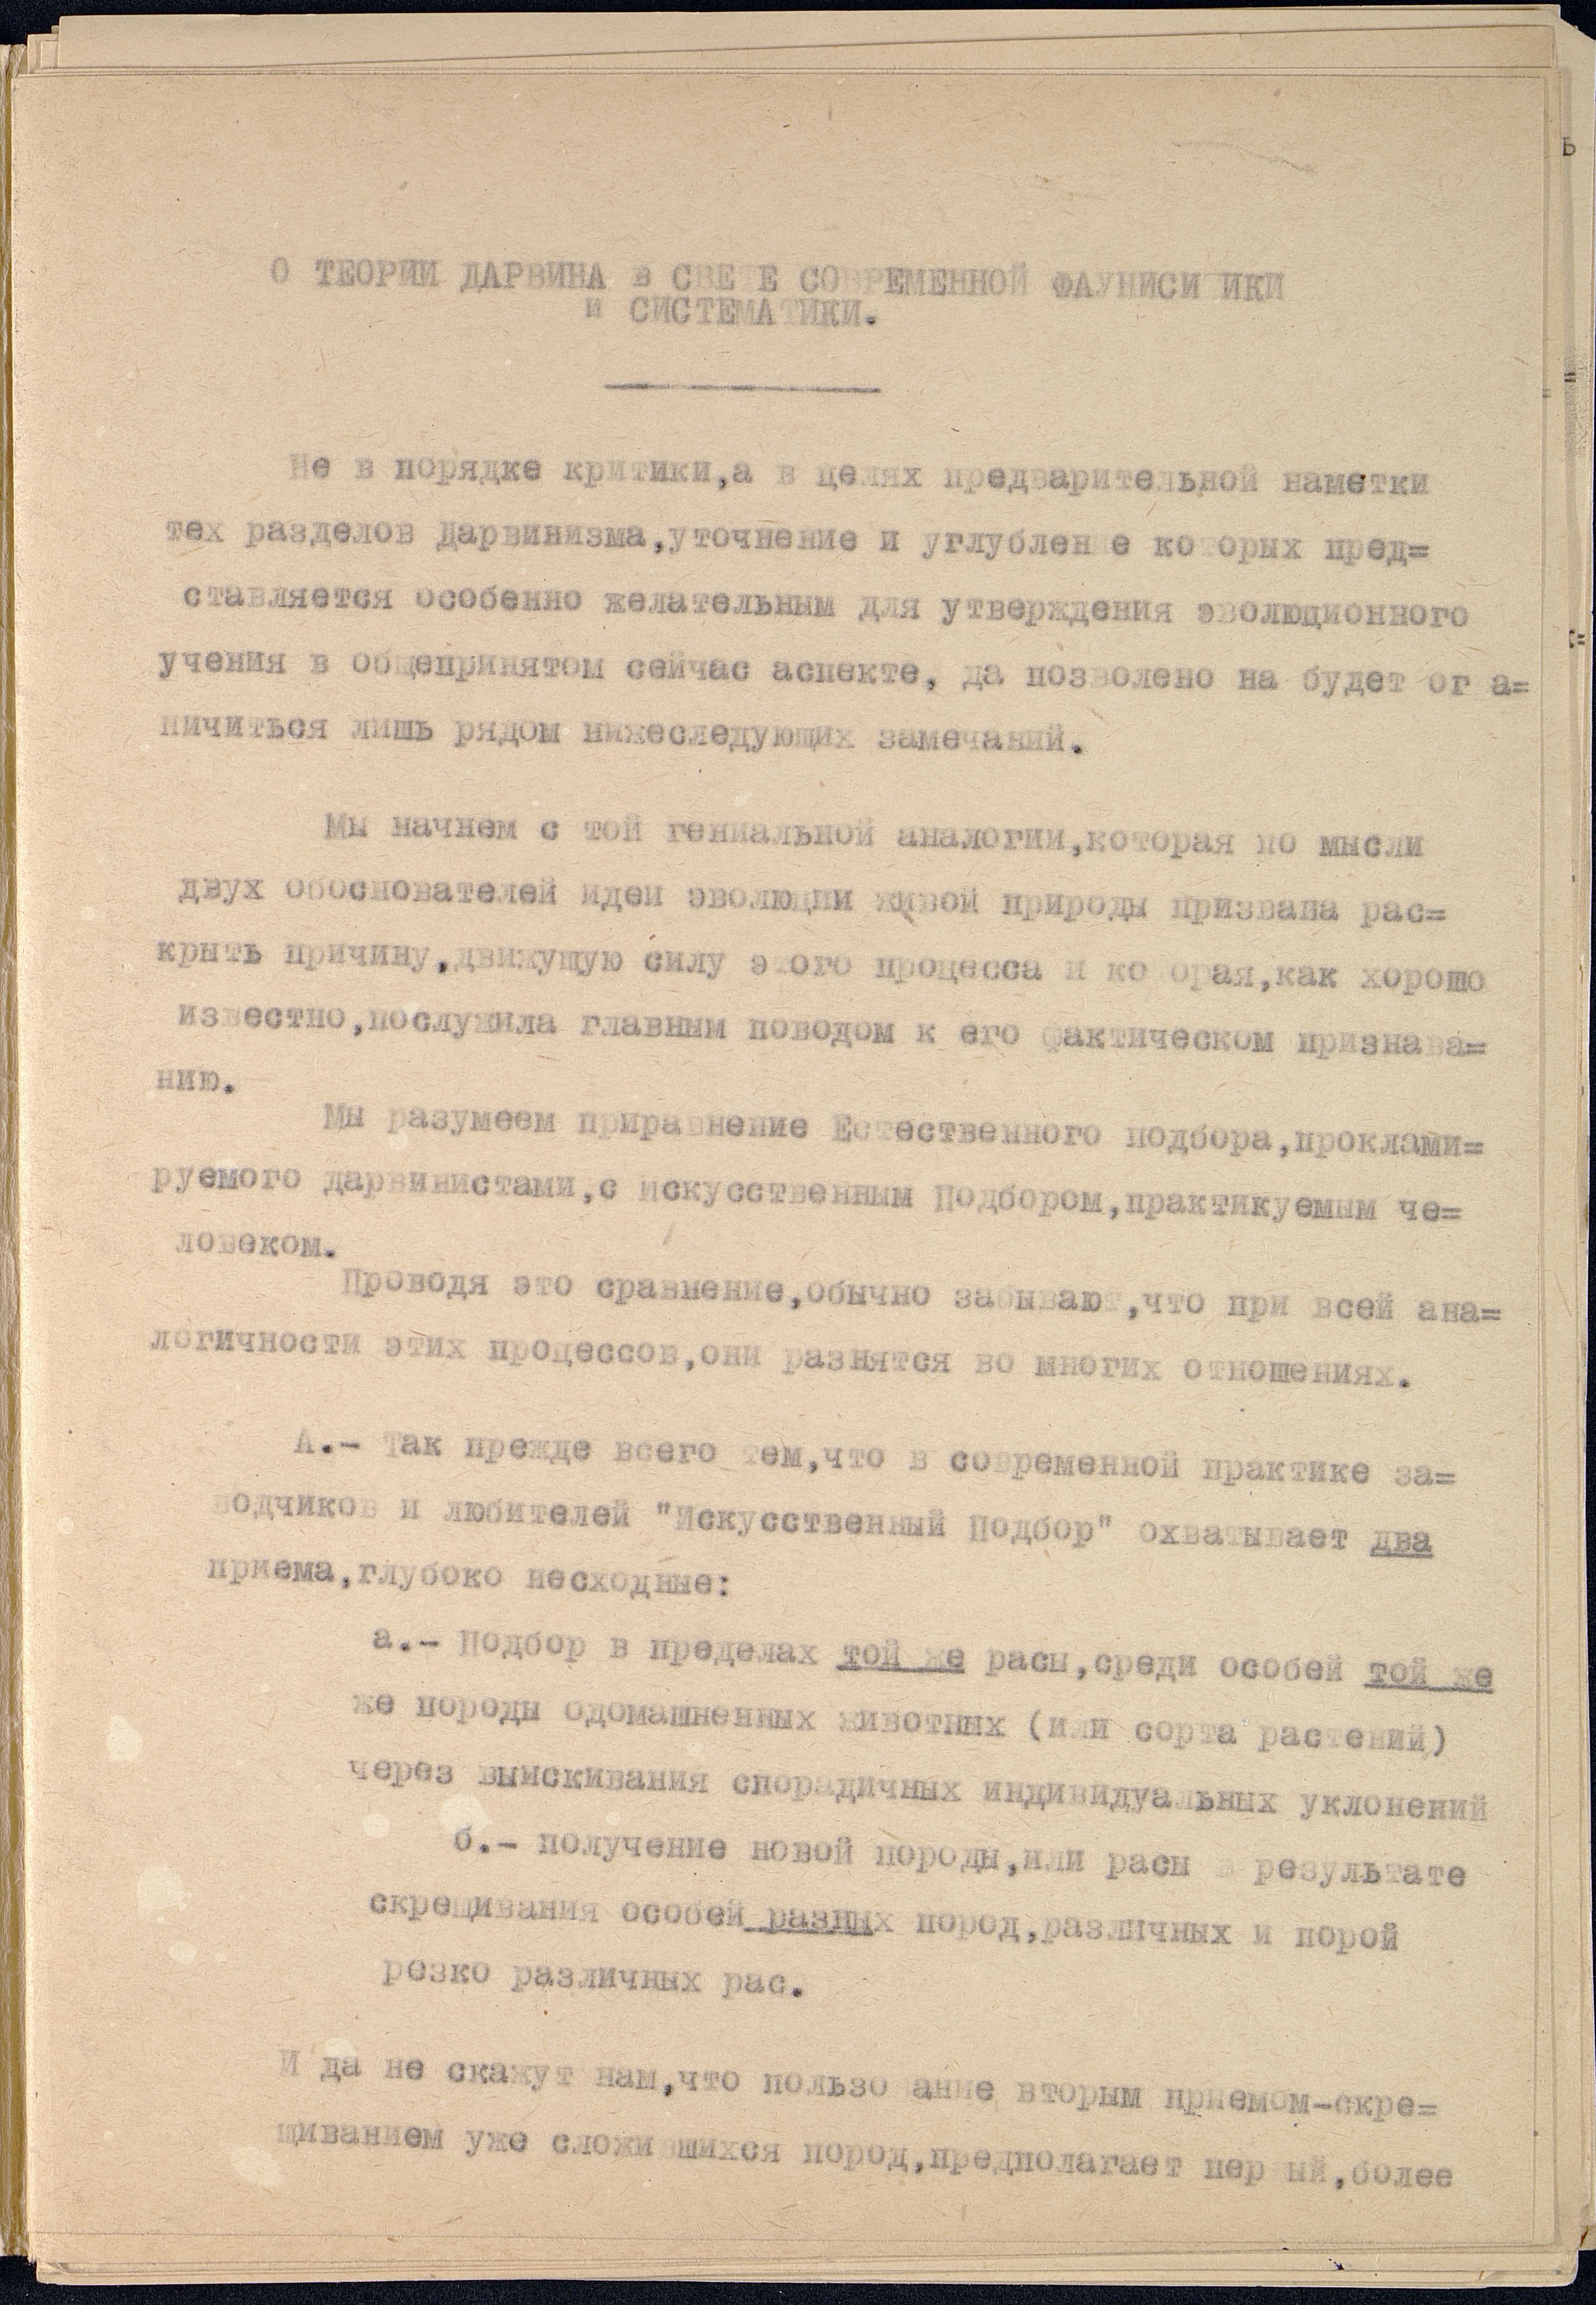 О ТЕОРИИ ДАРВИНА в СВЕТЕ СОВРЕМЕННОЙ ФАУНИСИ ИКИ
и СИСТЕМАТИКИ.
Не в порядке критики,а в целях предварительной наметки
тех разделов Дарвинизма,уточнение и углубление которых пред=
ставляется особенно желательным для утверждения эволюционного
учения в общепринятом сейчас аспекте, да позволено на будет ог а=
ничиться лишь рядом нижеследующих замечаний.
Мы начнем с той гениальной аналогии,которая по мысли
двух обоснователей идеи эволюции живой природы призвана рас=
крыть причину,движущую силу этого процесса и которая,как хорошо
известно,послужила главным поводом к его фактическом признава=
нию.
Мы разумеем приравнение Естественного подбора,проклами=
руемого дарвинистами,с Искусственным Подбором,практикуемым че=
ловеком.
Проводя это сравнение,обычно забывают,что при всей ана=
логичности этих процессов,они разнятся во многих отношениях.
А.- Так прежде всего тем,что в современной практике за=
водчиков и любителей "Искусственный Подбор" охватывает два
приема,глубоко несходные:
а.- Подбор в пределах той же расы,среди особей той же
же породы одомашненных животных (или сорта растений)
через выискивания спорадичных индивидуальных уклонений
б.- получение новой породы,или расы в результате
скрещивания особей разных пород,различных и порой
резко различных рас.
И да не скажут нам,что пользование вторым приемом-скре=
щиванием уже сложившихся пород,предполагает первый,более